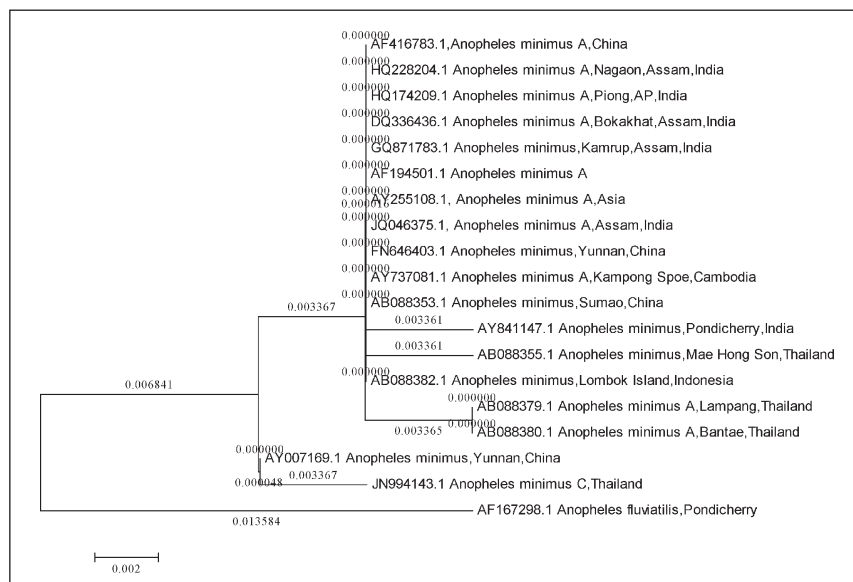 0.000000
AF416783.1,Anopheles minimus A,China
0.000000
HQ228204.1 Anopheles minimus A,Nagaon,Assam,India
0.000000
HQ174209.1 Anopheles minimus A,Piong,AP,India
0.000000
DQ336436.1 Anopheles minimus A,Bokakhat,Assam,India
0.000000
GQ871783.1 Anopheles minimus,Kamrup,Assam,India
0.000000
AF194501.1 Anopheles minimus A
0.000000
AY255108.1, Anopheles minimus A,Asia
0.000016
0.000000
JQ046375.1, Anopheles minimus A,Assam,India
0.000000
FN646403.1 Anopheles minimus,Yunnan,China
0.000000
AY737081.1 Anopheles minimus A,Kampong Spoe,Cambodia
0.000000
AB088353.1 Anopheles minimus,Sumao,China
0.003367
0.003361
AY841147.1 Anopheles minimus,Pondicherry,India
0.003361
AB088355.1 Anopheles minimus,Mae Hong Son,Thailand
0.000000
AB088382.1 Anopheles minimus,Lombok Island,Indonesia
0.006841
0.000000
AB088379.1 Anopheles minimus A,Lampang,Thailand
0.000000
0.003365
AB088380.1 Anopheles minimus A,Bantae,Thailand
0.000000
AY007169.1 Anopheles minimus,Yunnan,China
0.003367
0.000048
JN994143.1 Anopheles minimus C,Thailand
AF167298.1 Anopheles fluviatilis,Pondicherry
0.013584
0.002